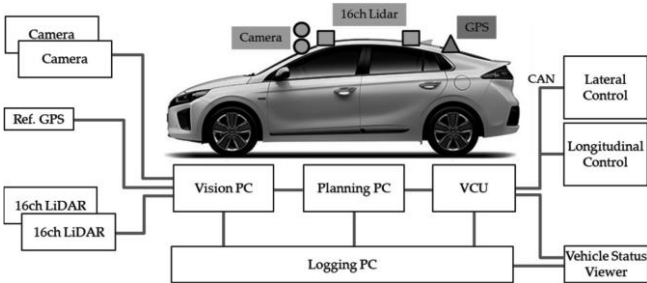 Camera
Camera
Ref. GPS
16ch LiDAR
16ch LiDAR
Camera
16ch Lidar
GPS
CAN
Lateral
Control
Longitudinal
Control
Vision PC
Planning PC
VCU
Logging PC
Vehicle Status
Viewer